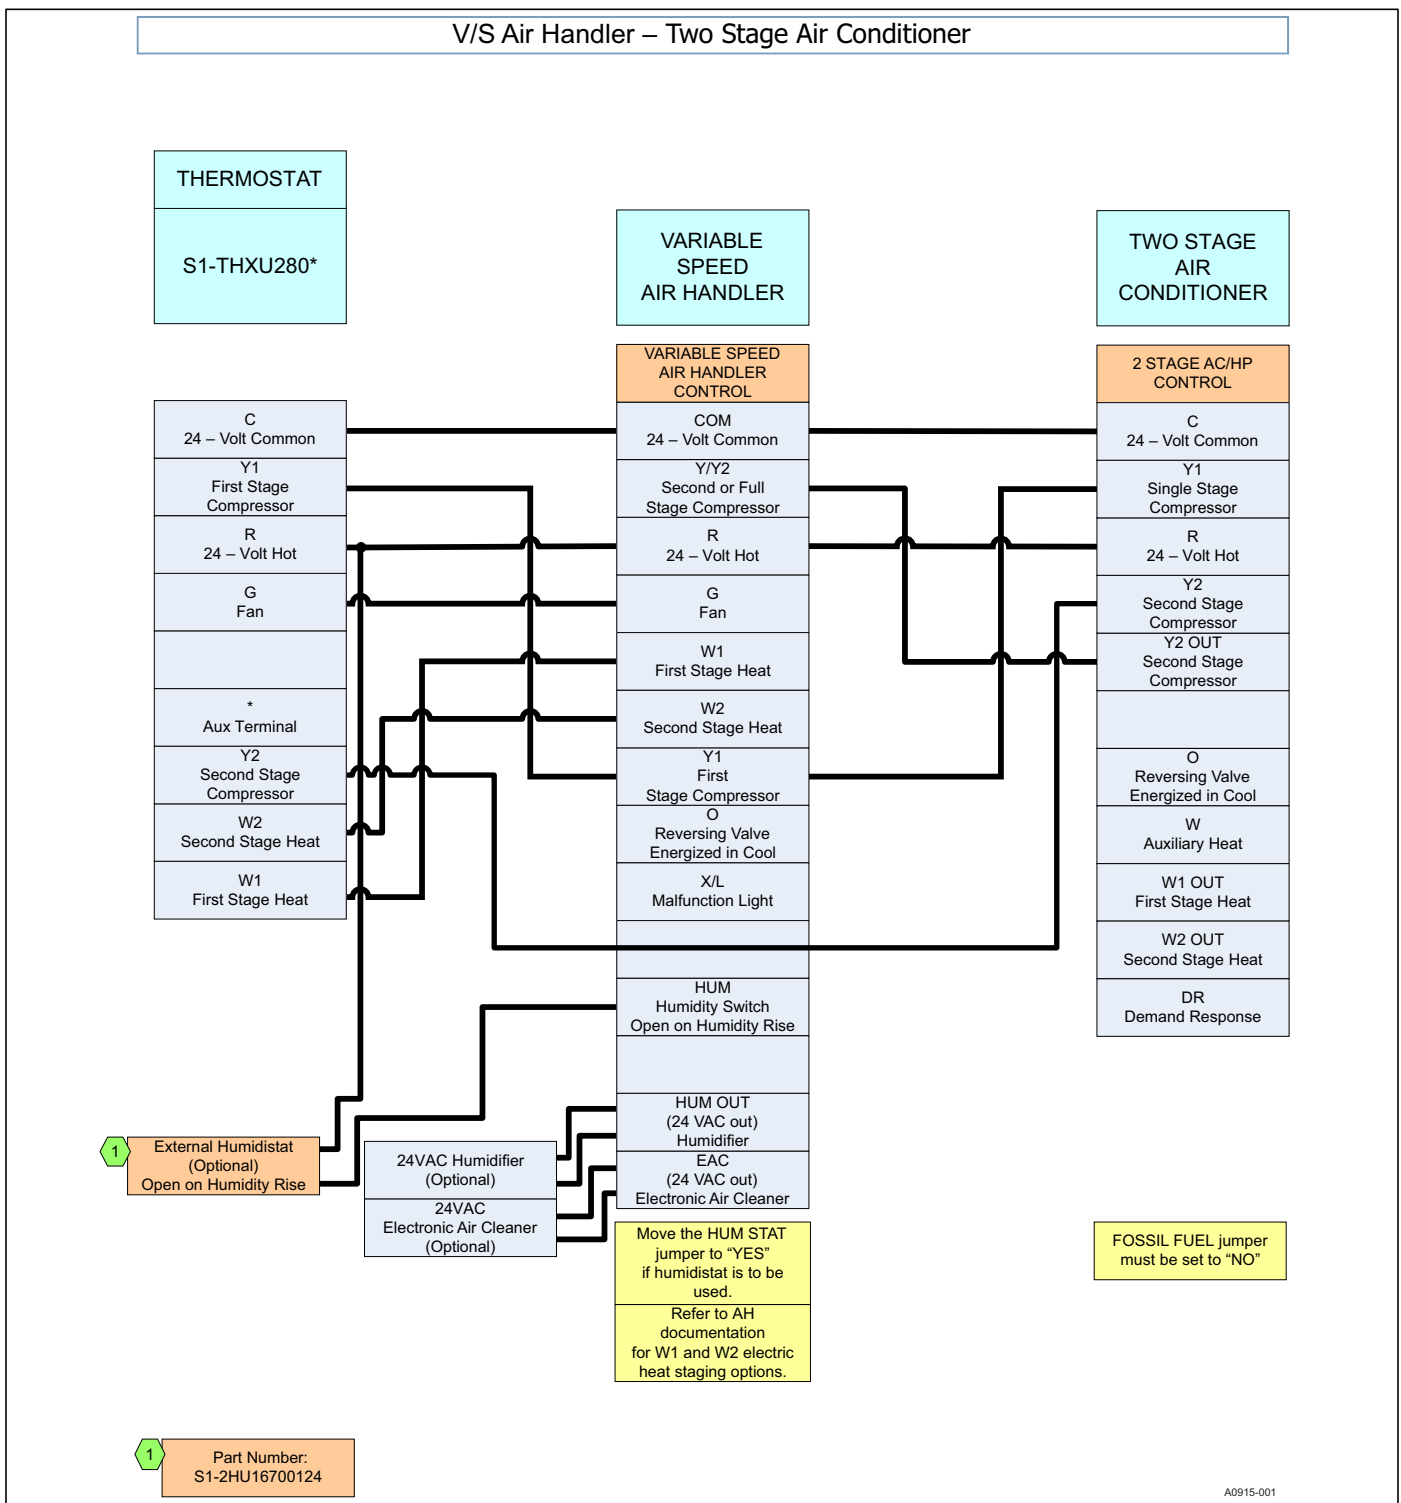 V/S Air Handler – Two Stage Air Conditioner
THERMOSTAT
S1-THXU280*
C
24 – Volt Common
Y1
First Stage
Compressor
R
24 – Volt Hot
G
Fan
*
Aux Terminal
Y2
Second Stage
Compressor
W2
Second Stage Heat
W1
First Stage Heat
1
External Humidistat
(Optional)
Open on Humidity Rise
24VAC Humidifier
(Optional)
24VAC
Electronic Air Cleaner
(Optional)
VARIABLE
SPEED
AIR HANDLER
VARIABLE SPEED
AIR HANDLER
CONTROL
COM
24 – Volt Common
Y/Y2
Second or Full
Stage Compressor
R
24 – Volt Hot
G
Fan
W1
First Stage Heat
W2
Second Stage Heat
Y1
First
Stage Compressor
O
Reversing Valve
Energized in Cool
X/L
Malfunction Light
HUM
Humidity Switch
Open on Humidity Rise
HUM OUT
(24 VAC out)
Humidifier
EAC
(24 VAC out)
Electronic Air Cleaner
Move the HUM STAT
jumper to “YES”
if humidistat is to be
used.
Refer to AH
documentation
for W1 and W2 electric
heat staging options.
TWO STAGE
AIR
CONDITIONER
2 STAGE AC/HP
CONTROL
C
24 – Volt Common
Y1
Single Stage
Compressor
R
24 – Volt Hot
Y2
Second Stage
Compressor
Y2 OUT
Second Stage
Compressor
O
Reversing Valve
Energized in Cool
W
Auxiliary Heat
W1 OUT
First Stage Heat
W2 OUT
Second Stage Heat
DR
Demand Response
FOSSIL FUEL jumper
must be set to “NO”
1
Part Number:
S1-2HU16700124
A0915-001